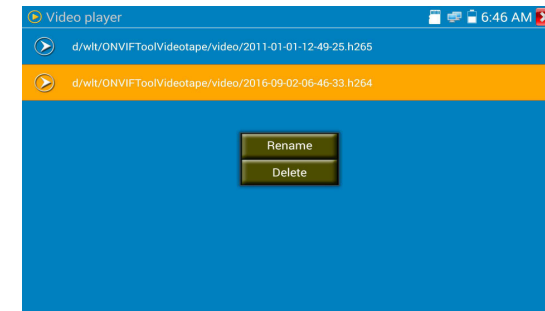 Video player
6:46 AM
d/wlt/ONVIFToolVideotape/video/2011-01-01-12-49-25.h265
d/wlt/ONVIFToolVideotape/video/2016-09-02-06-46-33.h264
Rename
Delete